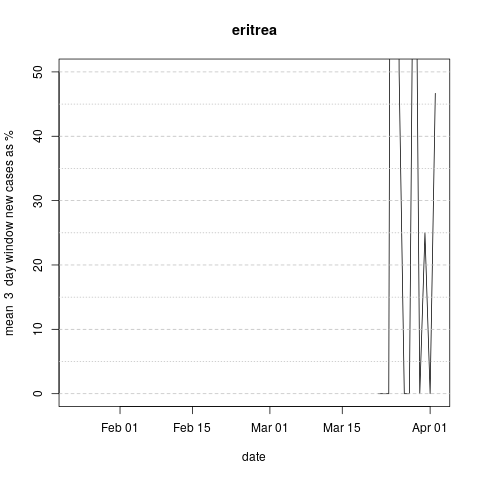 eritrea
mean 3 day window new cases as %
50
40
30
20
10
0
Feb 01
Feb 15
Mar 01
Mar 15
Apr 01
date